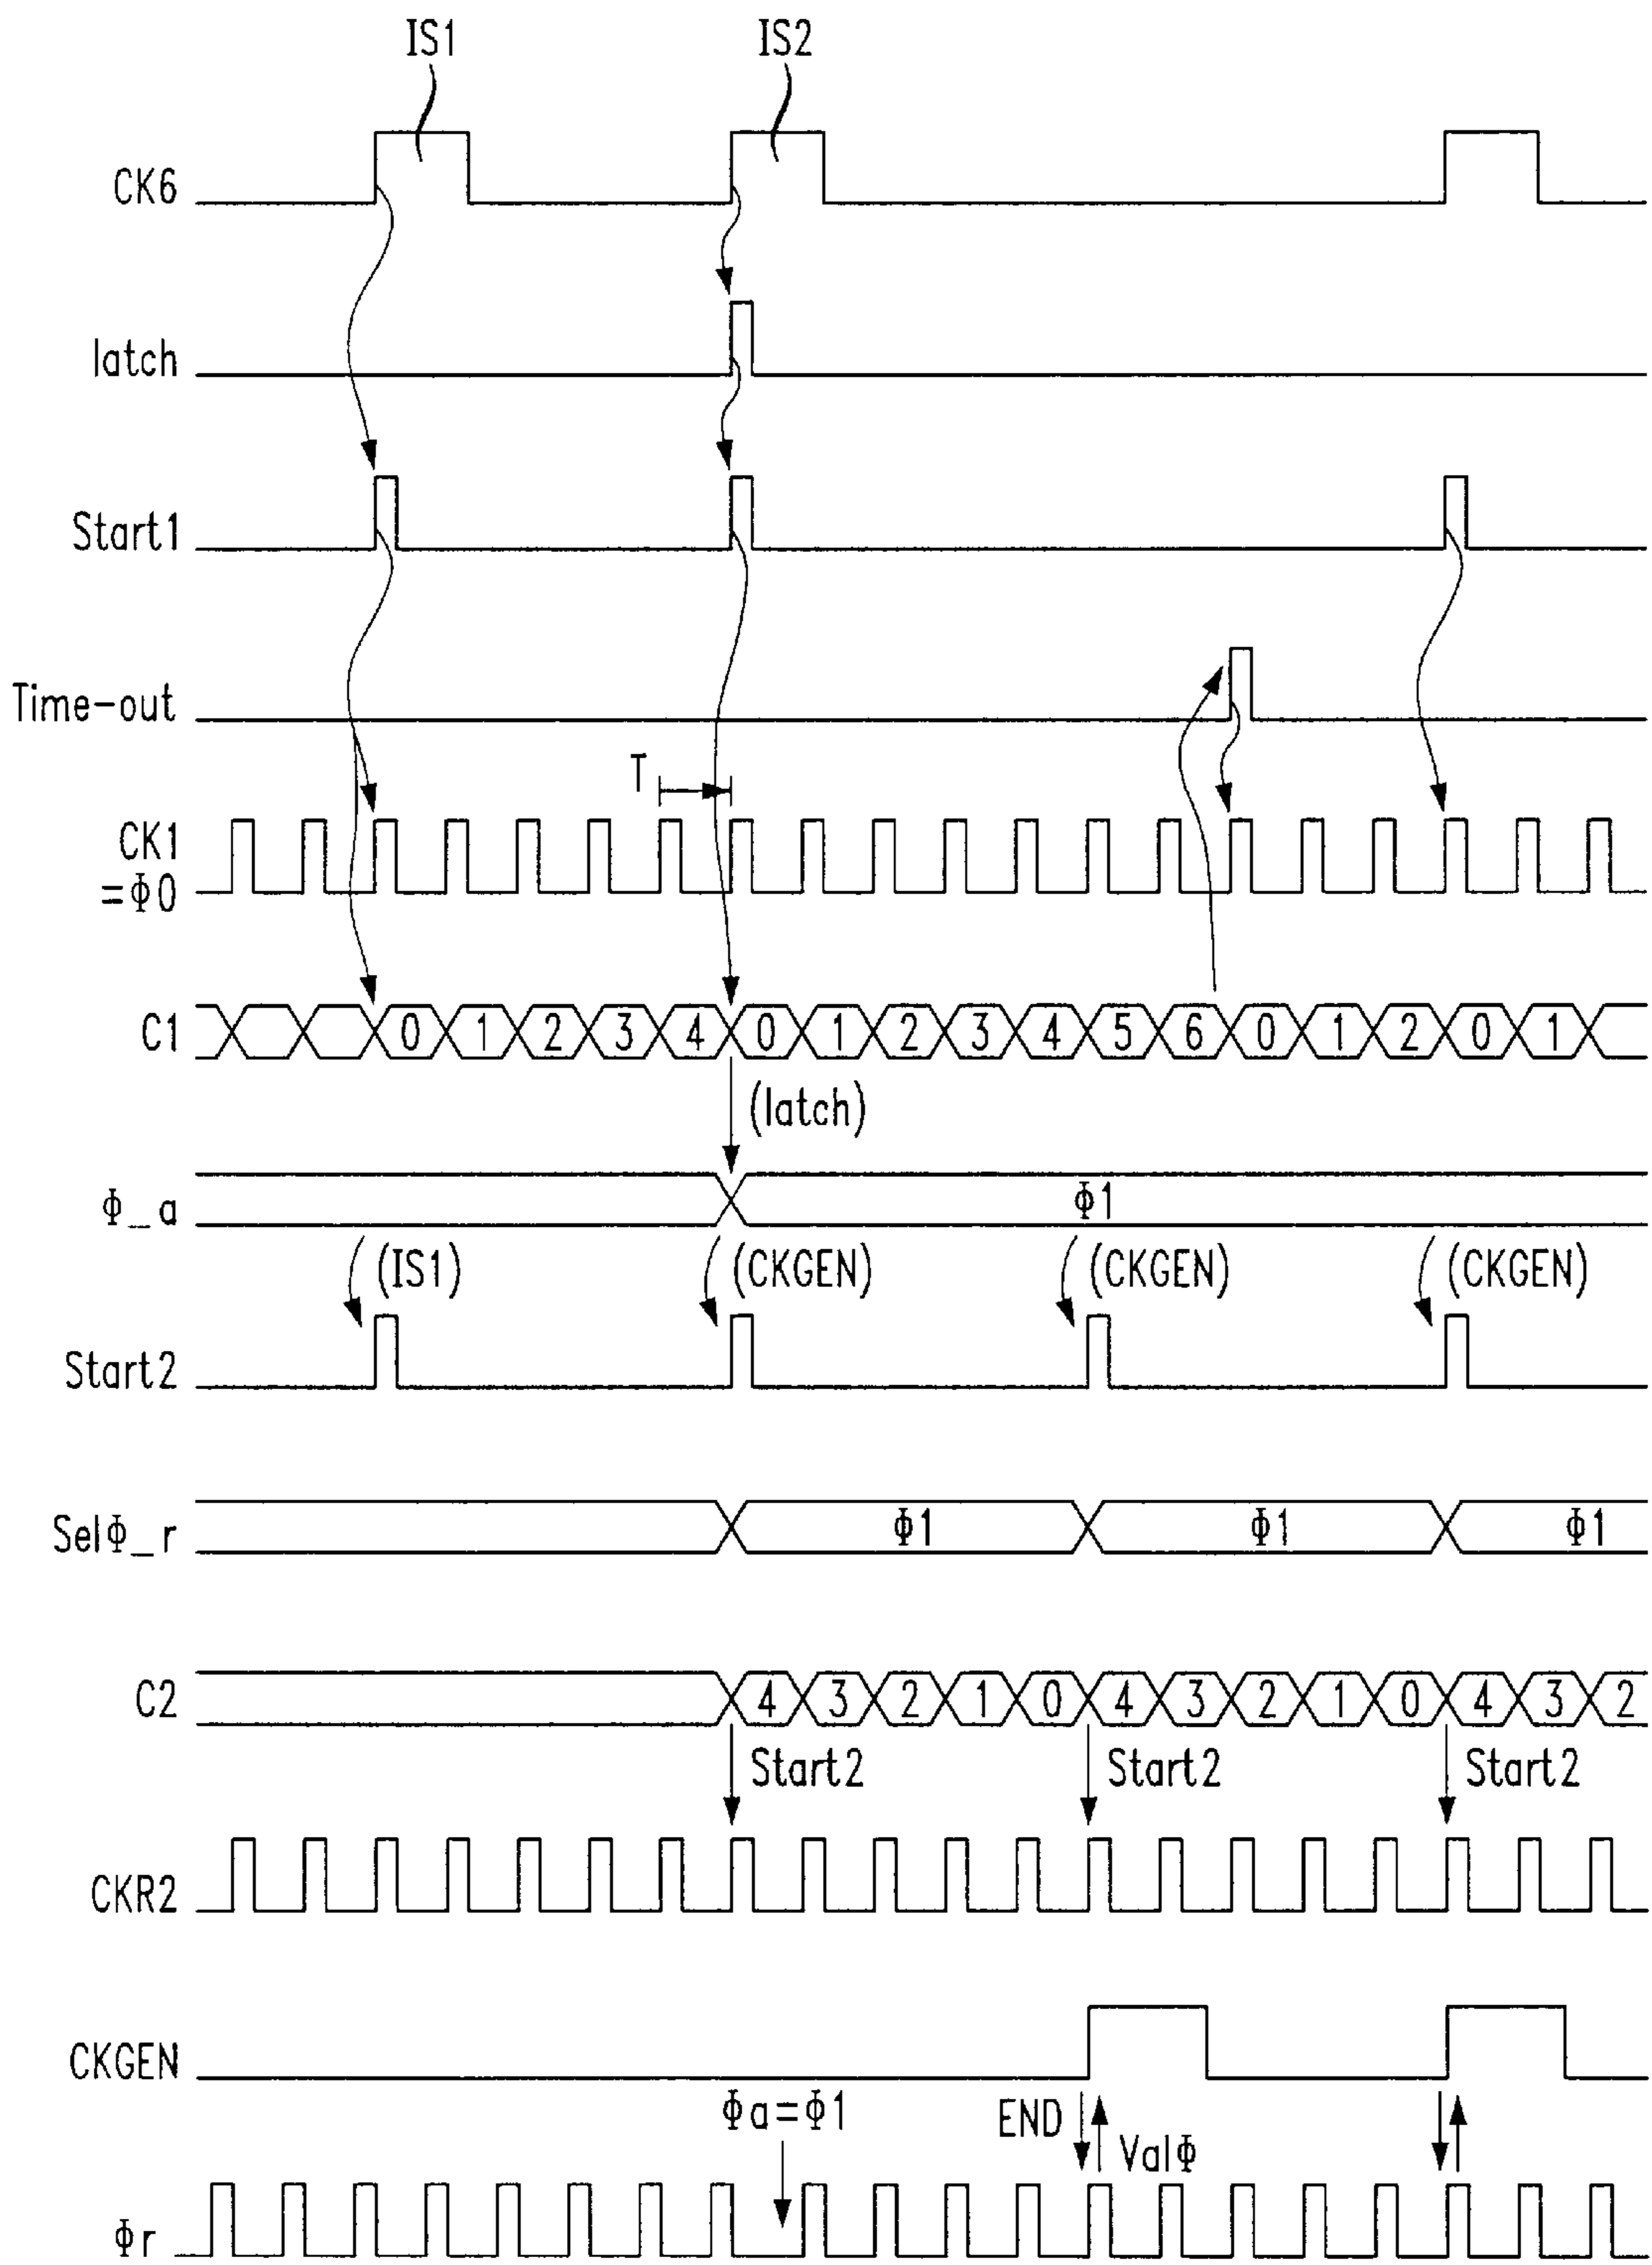 IS1 IS2
CK6
latch
Start1
Time-out
T
CK1
=Φ0
C1 0 1 2 3 4 0 1 2 3 4 5 6 0 1 2 0 1
(latch)
Φ_a Φ1
(IS1) (CKGEN) (CKGEN) (CKGEN)
Start2
SelΦ_r Φ1 Φ1 Φ1
C2 4 3 2 1 0 4 3 2 1 0 4 3 2
Start2 Start2 Start2
CKR2
CKGEN
Φa=Φ1 END
ValΦ
Φr